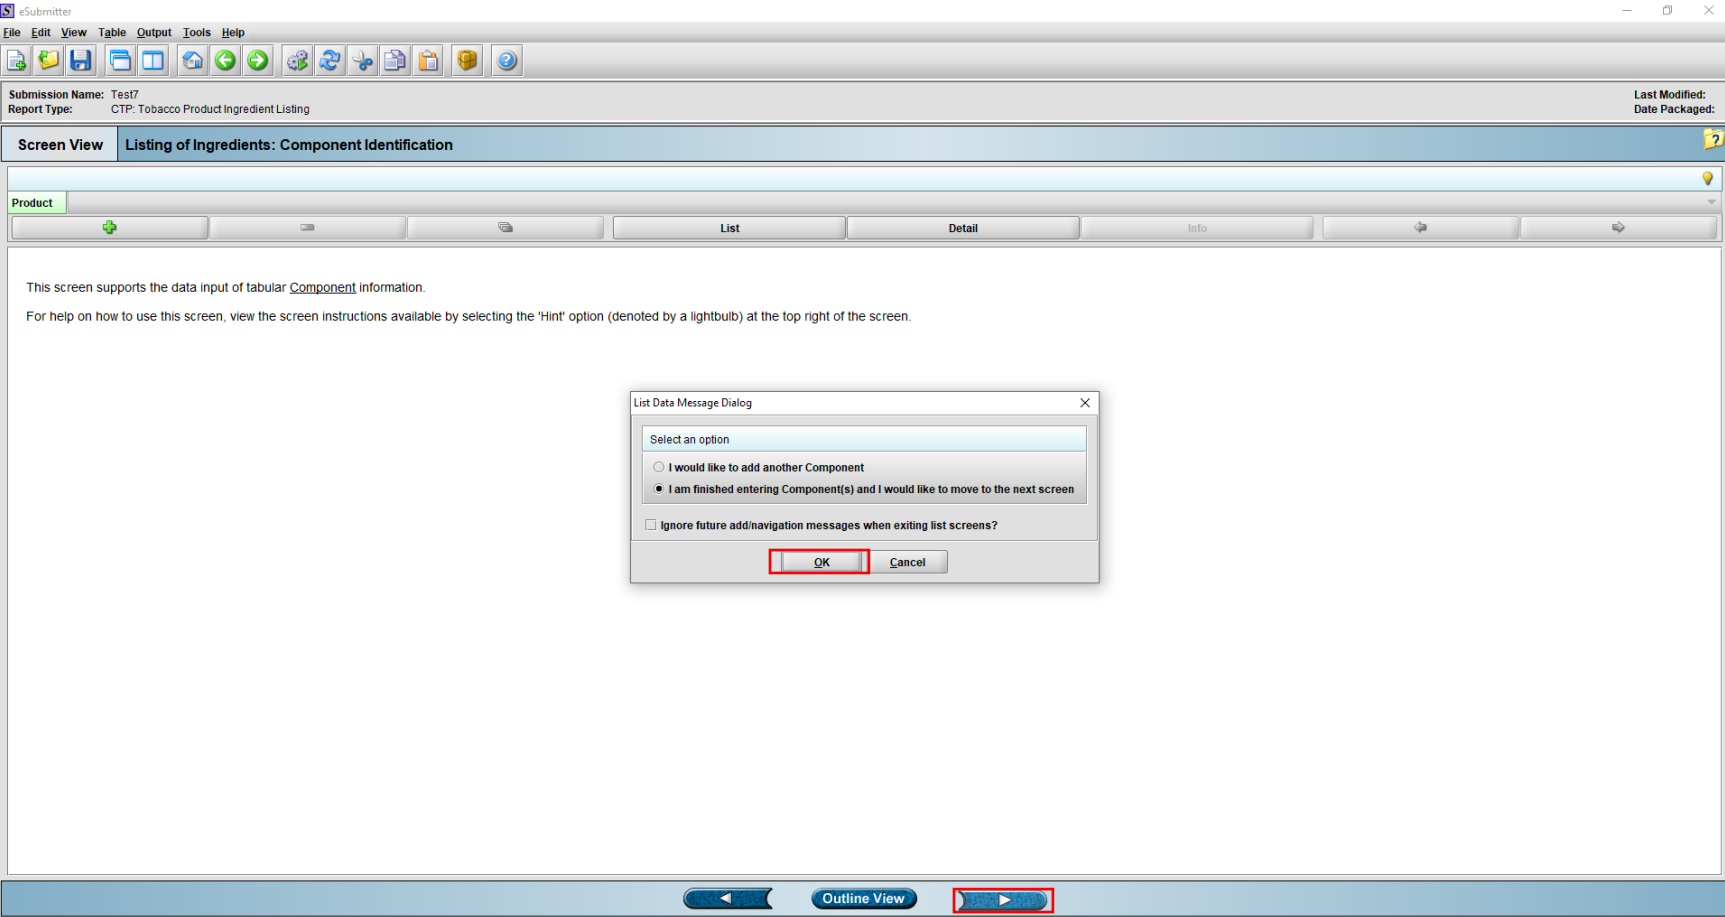 S eSubmitter
File Edit View Table Output Tools Help
Submission Name: Test7
Last Modified:
Report Type: CTP: Tobacco Product Ingredient Listing
Date Packaged:
Screen View Listing of Ingredients: Component Identification
Product
List Detail Info
This screen supports the data input of tabular Component information.
For help on how to use this screen, view the screen instructions available by selecting the 'Hint' option (denoted by a lightbulb) at the top right of the screen.
List Data Message Dialog
Select an option
I would like to add another Component
I am finished entering Component(s) and I would like to move to the next screen
Ignore future add/navigation messages when exiting list screens?
OK Cancel
Outline View